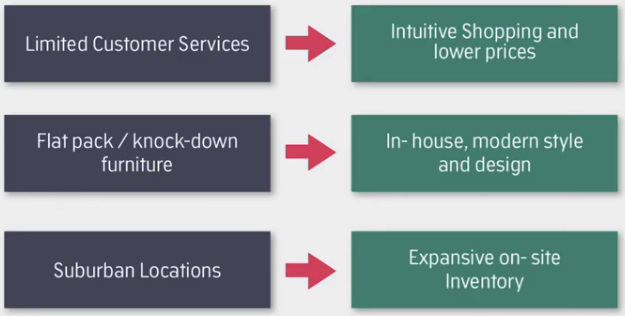 Limited Customer Services
Intuitive Shopping and
lower prices
Flat pack / knock-down
furniture
In- house, modern style
and design
Suburban Locations
Expansive on- site
Inventory